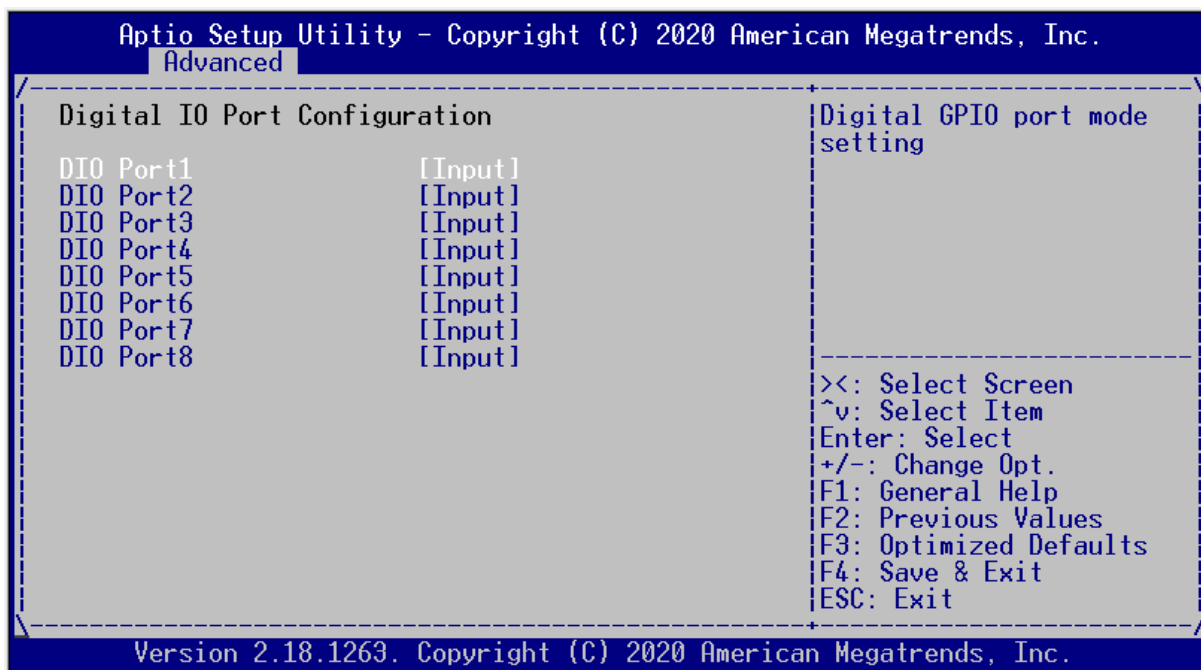 Aptio Setup Utility – Copyright (C) 2020 American Megatrends, Inc.
Advanced
Digital IO Port Configuration
DIO Port1 [Input]
DIO Port2 [Input]
DIO Port3 [Input]
DIO Port4 [Input]
DIO Port5 [Input]
DIO Port6 [Input]
DIO Port7 [Input]
DIO Port8 [Input]
Digital GPIO port mode
setting
><: Select Screen
^v: Select Item
Enter: Select
+/-: Change Opt.
F1: General Help
F2: Previous Values
F3: Optimized Defaults
F4: Save & Exit
ESC: Exit
Version 2.18.1263. Copyright (C) 2020 American Megatrends, Inc.